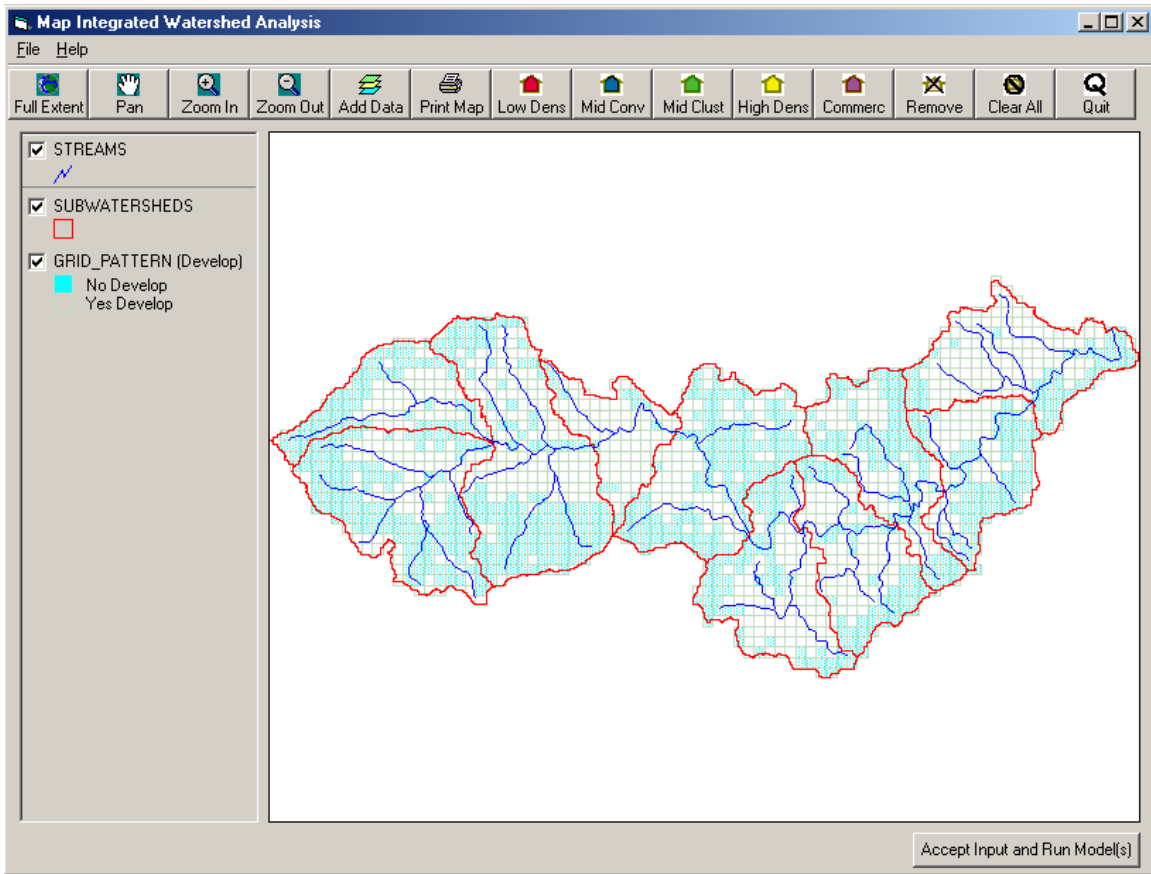 Map Integrated Watershed Analysis
File Help
Full Extent Pan Zoom In Zoom Out Add Data Print Map Low Dens Mid Conv Mid Clust High Dens Commerc Remove Clear All Quit
STREAMS
SUBWATERSHEDS
GRID_PATTERN (Develop)
No Develop
Yes Develop
Accept Input and Run Model(s)